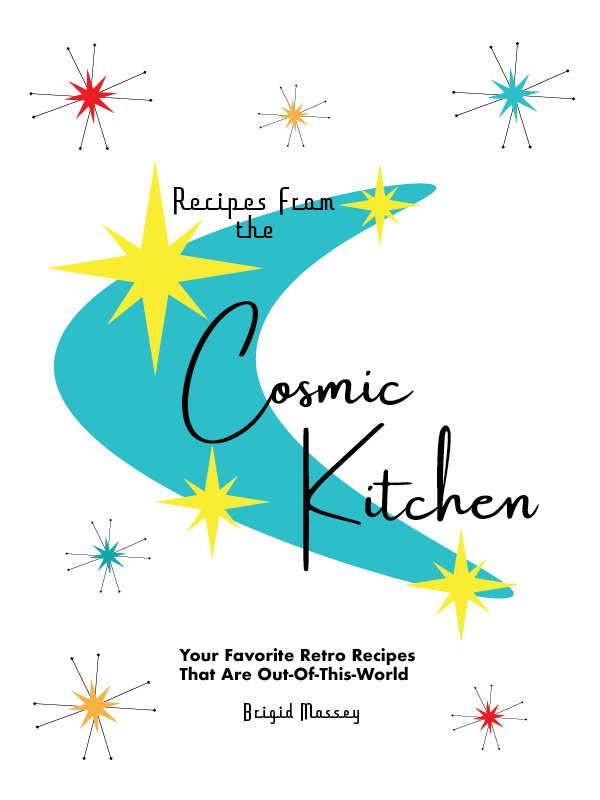 Recipes From
the
Cosmic
Kitchen
Your Favorite Retro Recipes
That Are Out-Of-This-World
Brigid Massey